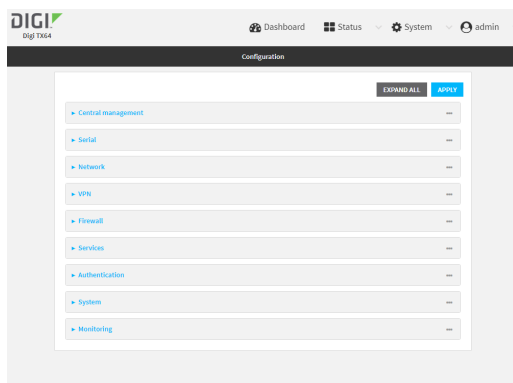 DIGI
Digi TX64
Dashboard Status System admin
Configuration
EXPAND ALL APPLY
Central management
Serial
Network
VPN
Firewall
Services
Authentication
System
Monitoring